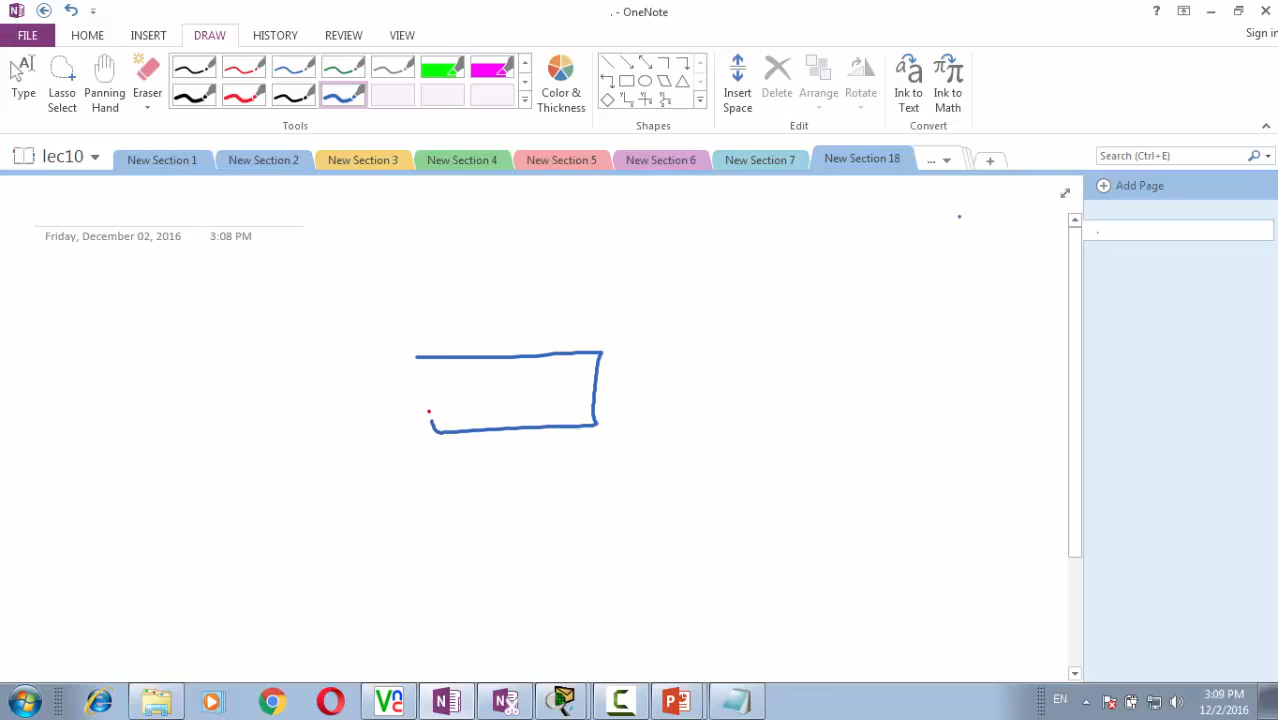 . - OneNote
?
Sign in
FILE HOME INSERT DRAW HISTORY REVIEW VIEW
Type
Lasso Select
Panning Hand
Eraser
Color & Thickness
Insert Space
Delete
Arrange
Rotate
Ink to Text
Ink to Math
Tools
Shapes
Edit
Convert
lec10
New Section 1
New Section 2
New Section 3
New Section 4
New Section 5
New Section 6
New Section 7
New Section 18
...
Search (Ctrl+E)
Add Page
.
Friday, December 02, 2016 3:08 PM
EN
3:09 PM
12/2/2016